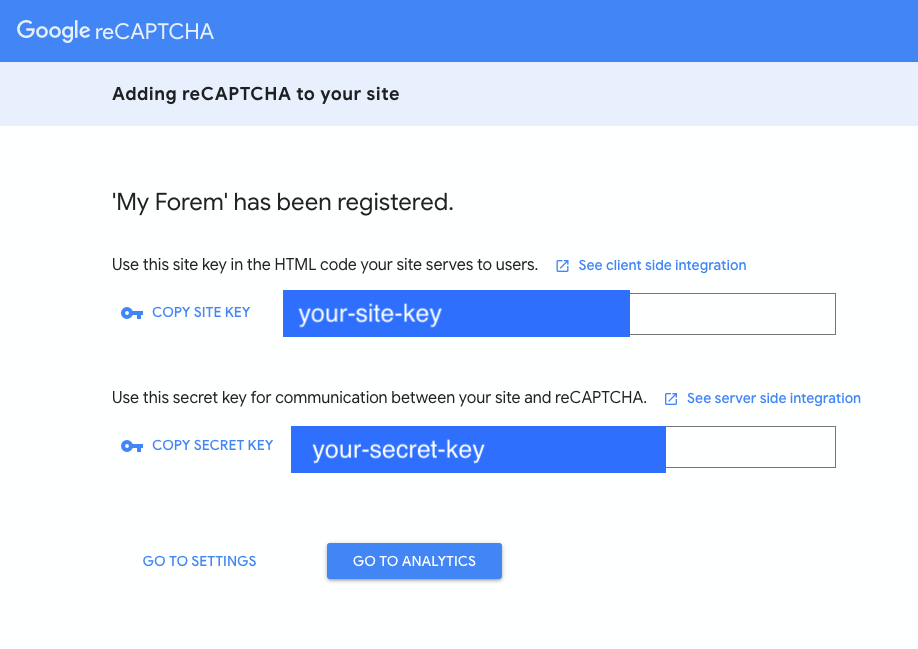 Google reCAPTCHA
Adding reCAPTCHA to your site
'My Forem' has been registered.
Use this site key in the HTML code your site serves to users. See client side integration
COPY SITE KEY your-site-key
Use this secret key for communication between your site and reCAPTCHA. See server side integration
COPY SECRET KEY your-secret-key
GO TO SETTINGS GO TO ANALYTICS